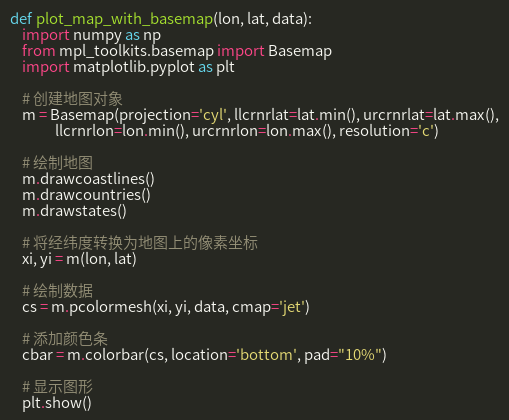 def plot_map_with_basemap(lon, lat, data):
import numpy as np
from mpl_toolkits.basemap import Basemap
import matplotlib.pyplot as plt
# 创建地图对象
m = Basemap(projection='cyl', llcrnrlat=lat.min(), urcrnrlat=lat.max(),
llcrnrlon=lon.min(), urcrnrlon=lon.max(), resolution='c')
# 绘制地图
m.drawcoastlines()
m.drawcountries()
m.drawstates()
# 将经纬度转换为地图上的像素坐标
xi, yi = m(lon, lat)
# 绘制数据
cs = m.pcolormesh(xi, yi, data, cmap='jet')
# 添加颜色条
cbar = m.colorbar(cs, location='bottom', pad="10%")
# 显示图形
plt.show()